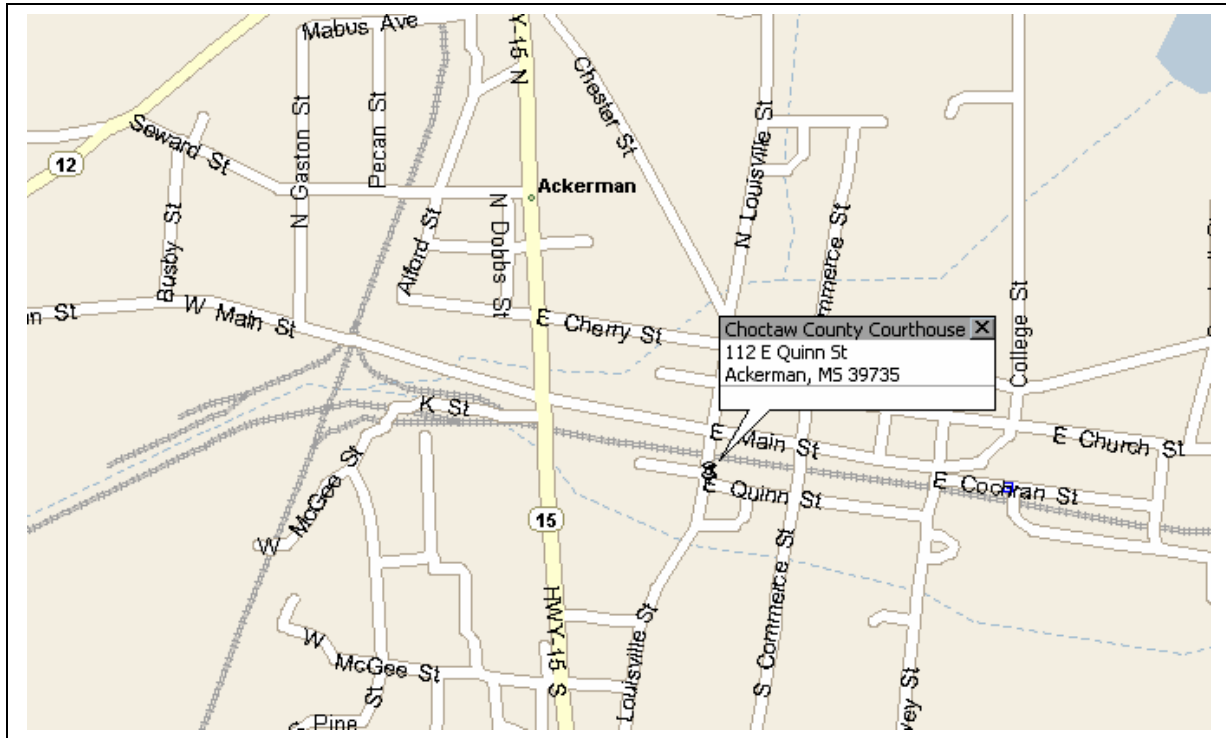 Mabus Ave
Y-15 N
Chester St
N Louisville St
Seward St
12
N Gaston St
Pecan St
Ackerman
N Dobbs St
Alford St
Busby St
W Main St
n St
E Cherry St
mmerce St
College St
Choctaw County Courthouse
112 E Quinn St
Ackerman, MS 39735
K St
E Main St
E Church St
E Quinn St
E Cochran St
W McGee St
15
HWY-15 S
Louisville St
S Commerce St
vey St
W McGee St
Pine St